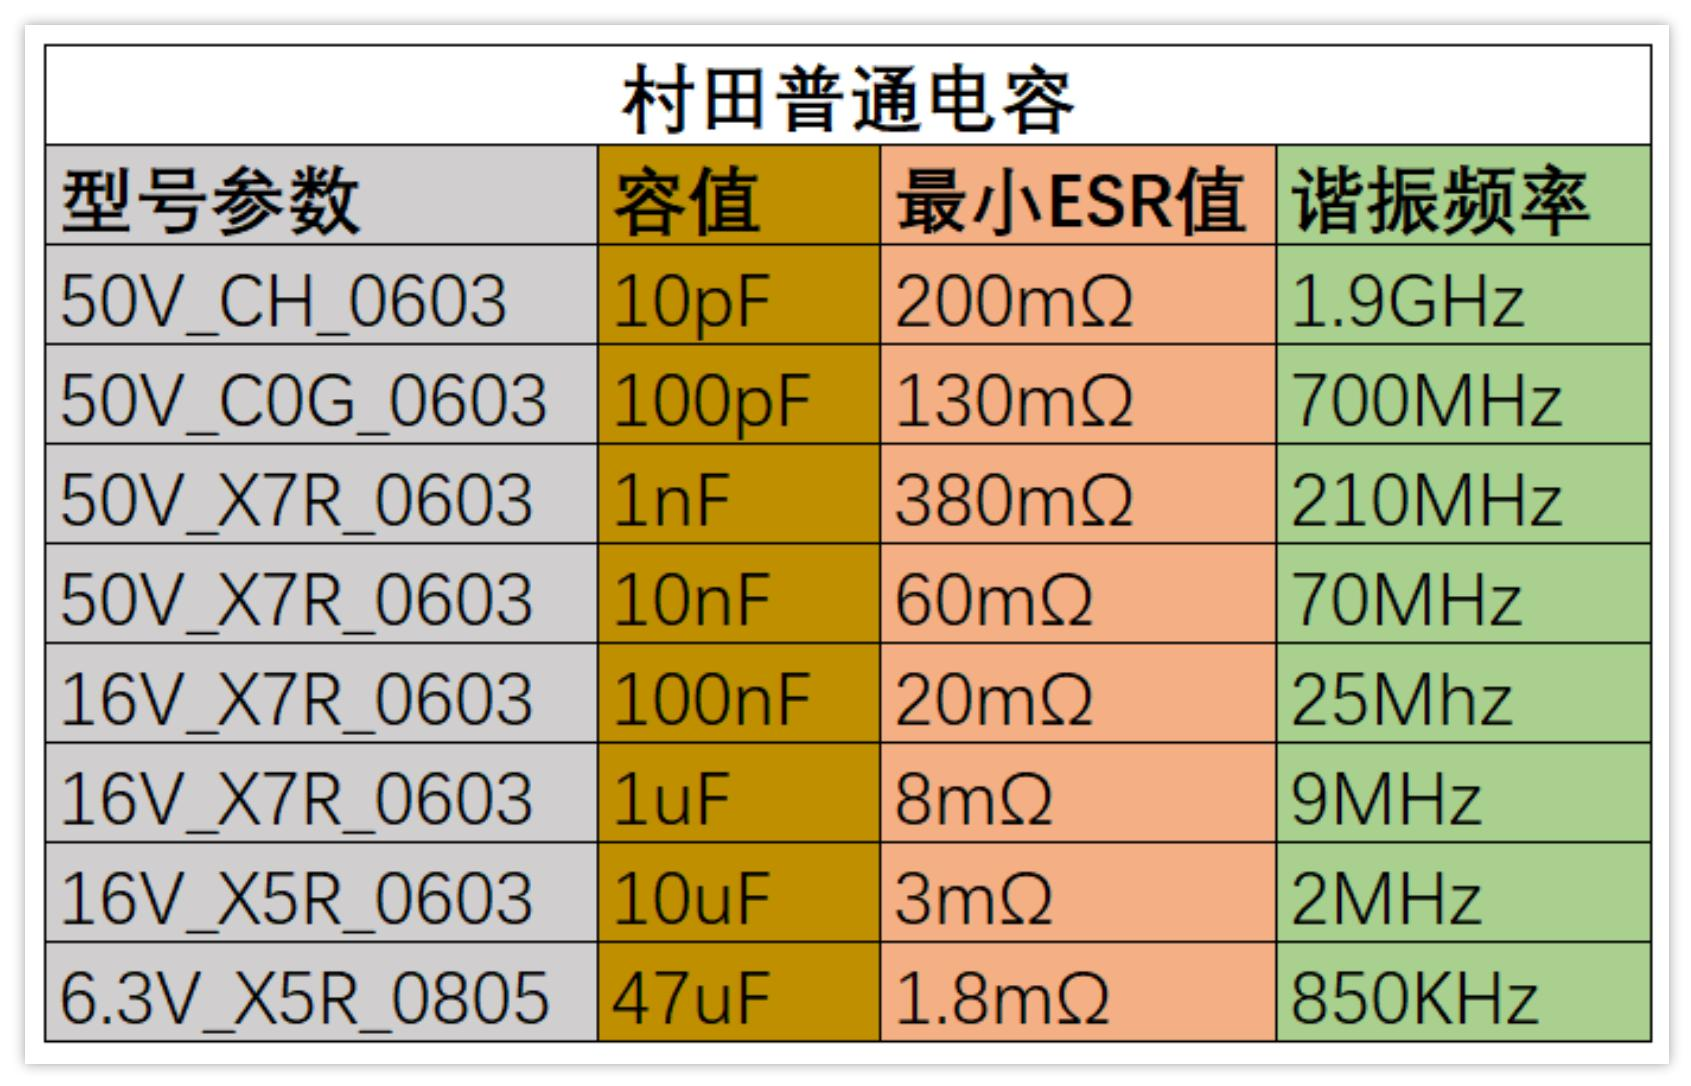 村田普通电容
型号参数 容值 最小ESR值 谐振频率
50V_CH_0603 10pF 200mΩ 1.9GHz
50V_C0G_0603 100pF 130mΩ 700MHz
50V_X7R_0603 1nF 380mΩ 210MHz
50V_X7R_0603 10nF 60mΩ 70MHz
16V_X7R_0603 100nF 20mΩ 25Mhz
16V_X7R_0603 1uF 8mΩ 9MHz
16V_X5R_0603 10uF 3mΩ 2MHz
6.3V_X5R_0805 47uF 1.8mΩ 850KHz